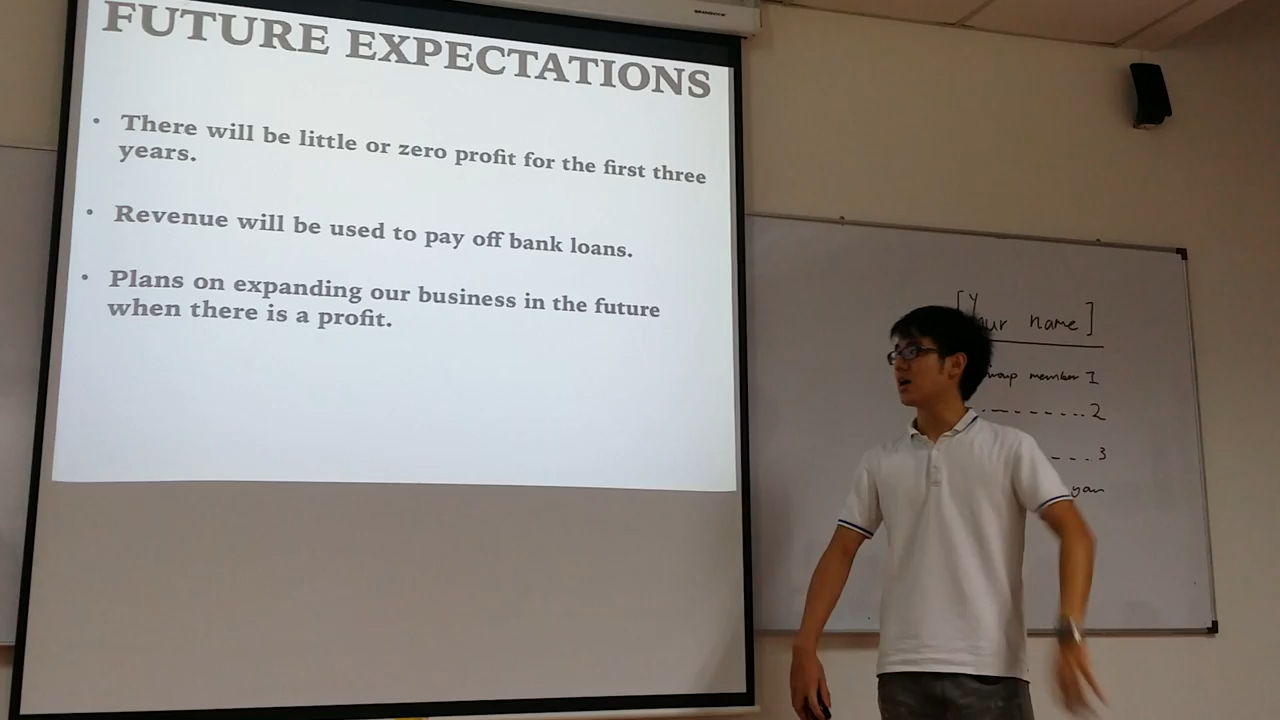 FUTURE EXPECTATIONS
• There will be little or zero profit for the first three
years.
• Revenue will be used to pay off bank loans.
• Plans on expanding our business in the future
when there is a profit.
name ]
member 1
- - - - - - - - 2
- - - 3